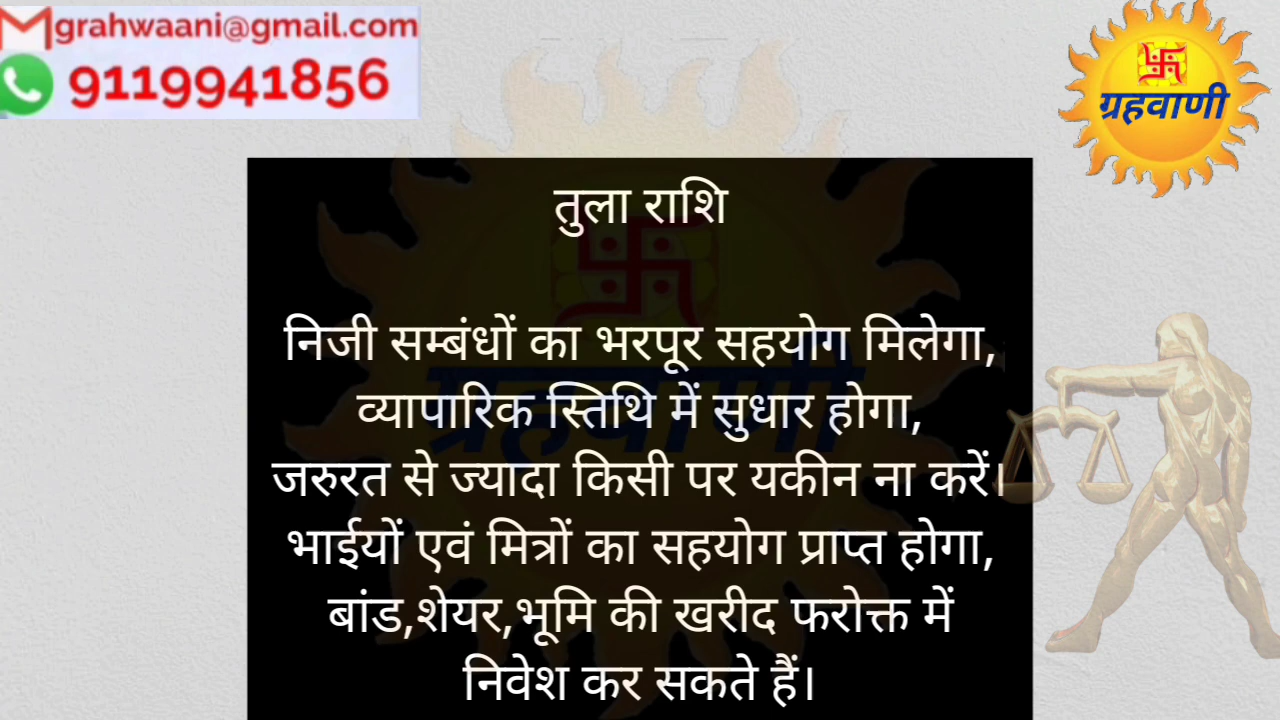 grahwaani@gmail.com
9119941856
ग्रहवाणी
तुला राशि
निजी सम्बंधों का भरपूर सहयोग मिलेगा,
व्यापारिक स्तिथि में सुधार होगा,
जरुरत से ज्यादा किसी पर यकीन ना करें।
भाईयों एवं मित्रों का सहयोग प्राप्त होगा,
बांड,शेयर,भूमि की खरीद फरोक्त में
निवेश कर सकते हैं।